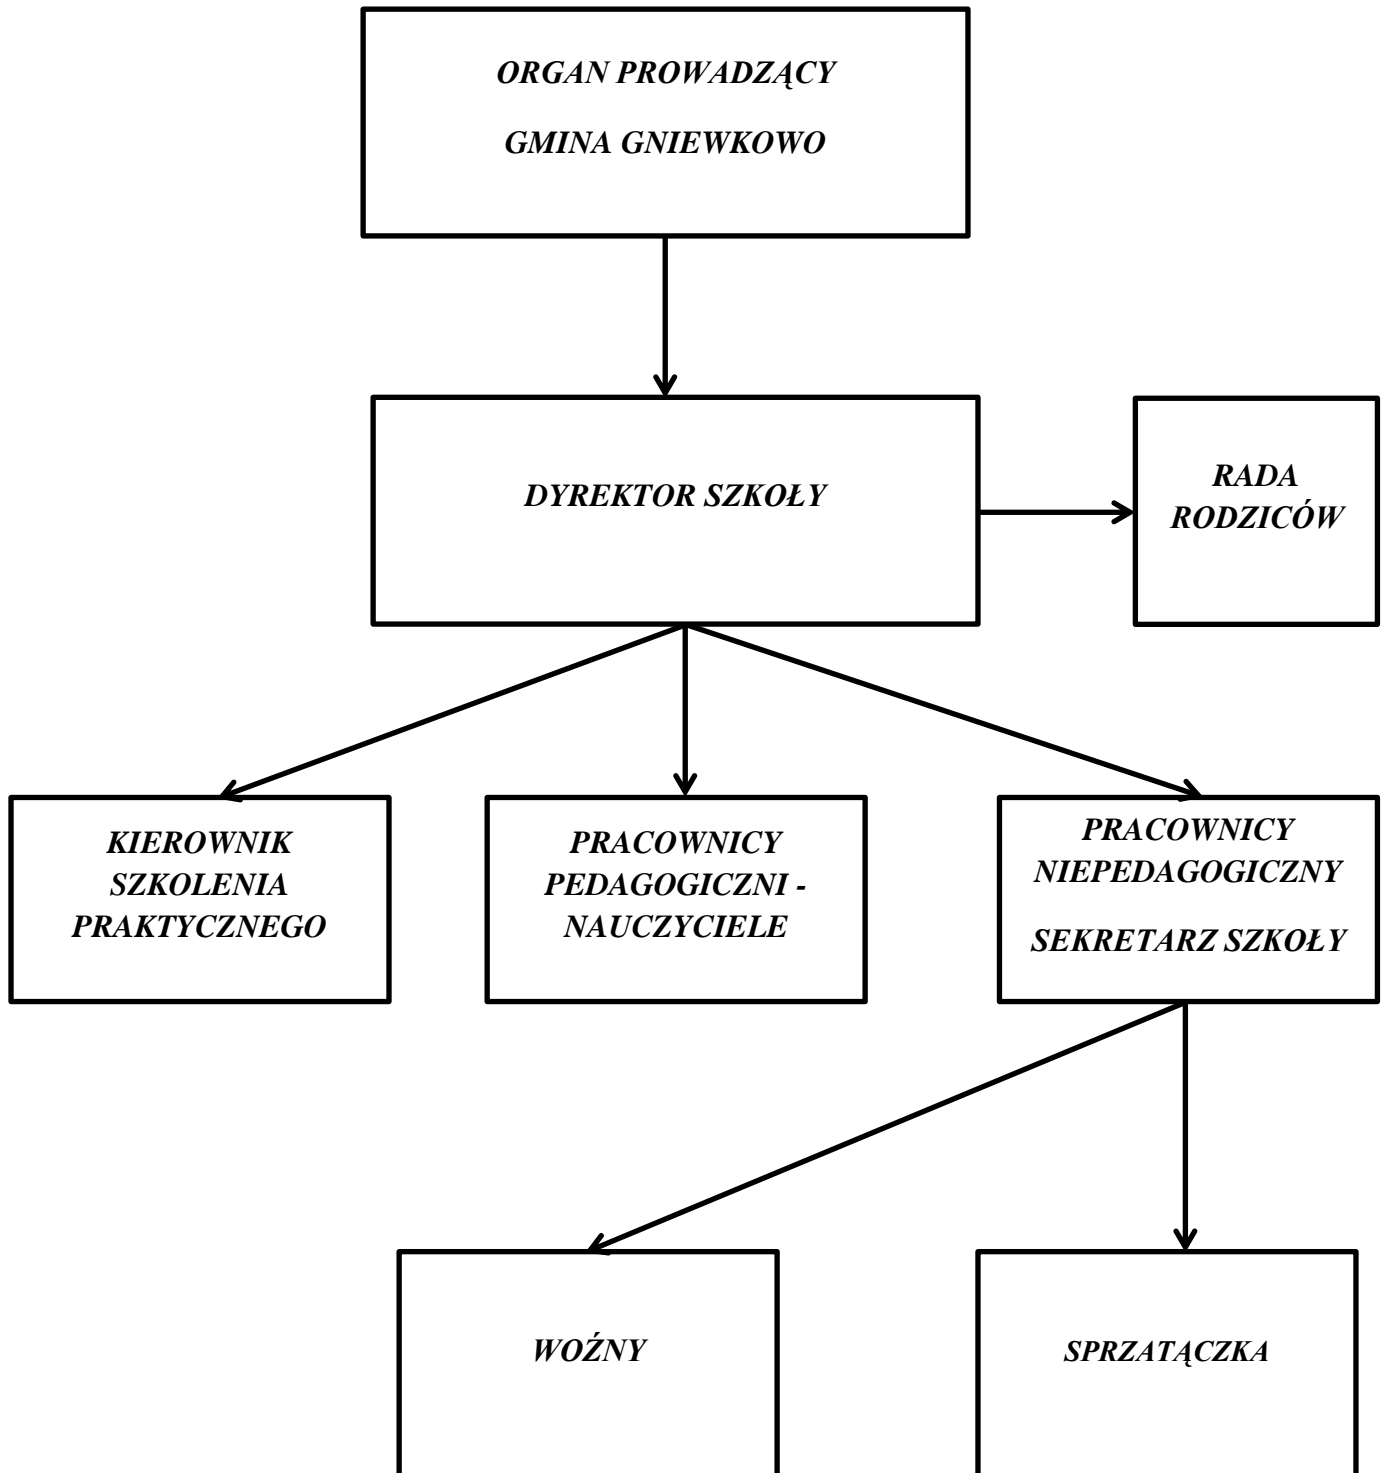 ORGAN PROWADZĄCY
GMINA GNIEWKOWO
DYREKTOR SZKOŁY
RADA
RODZICÓW
KIEROWNIK
SZKOLENIA
PRAKTYCZNEGO
PRACOWNICY
PEDAGOGICZNI -
NAUCZYCIELE
PRACOWNICY
NIEPEDAGOGICZNY
SEKRETARZ SZKOŁY
WOŹNY
SPRZATĄCZKA